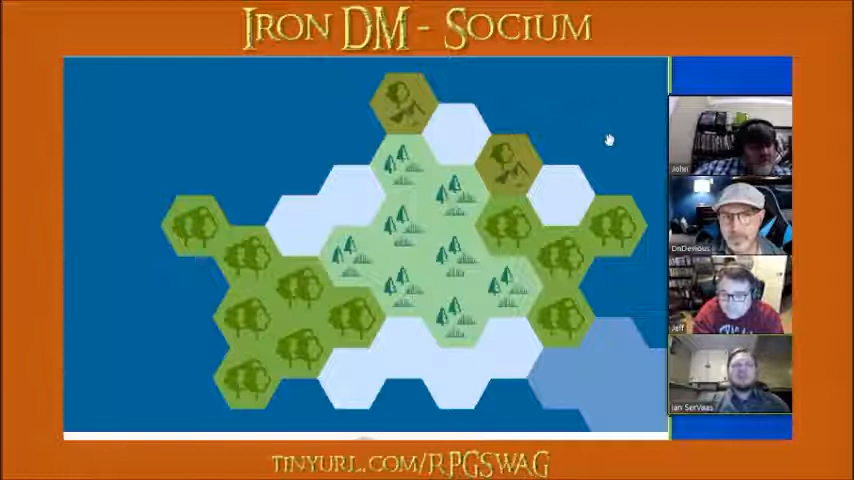 Iron DM - Socium
John
DnDemous
Jeff
Ian SerVaas
tinyurl.com/RPGSWAG